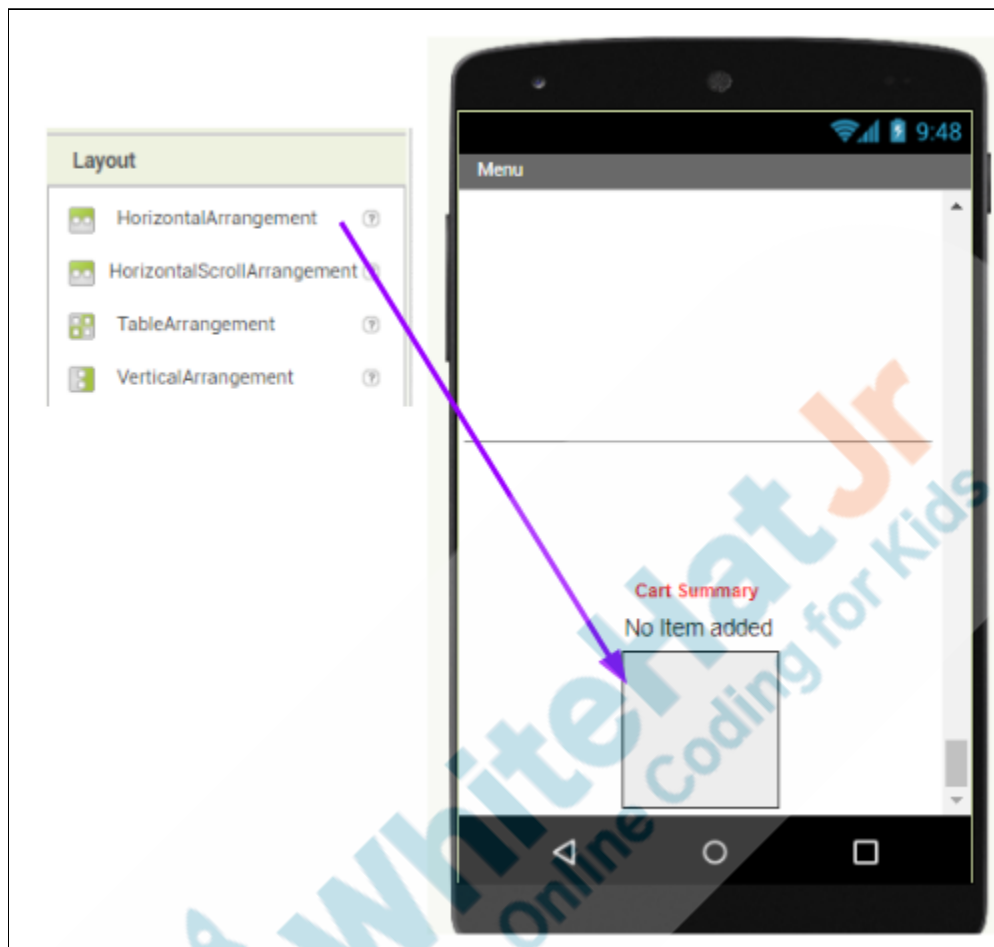 Layout
HorizontalArrangement
HorizontalScrollArrangement
TableArrangement
VerticalArrangement
9:48
Menu
Cart Summary
No Item added
WhiteHat Jr
Online Coding for Kids